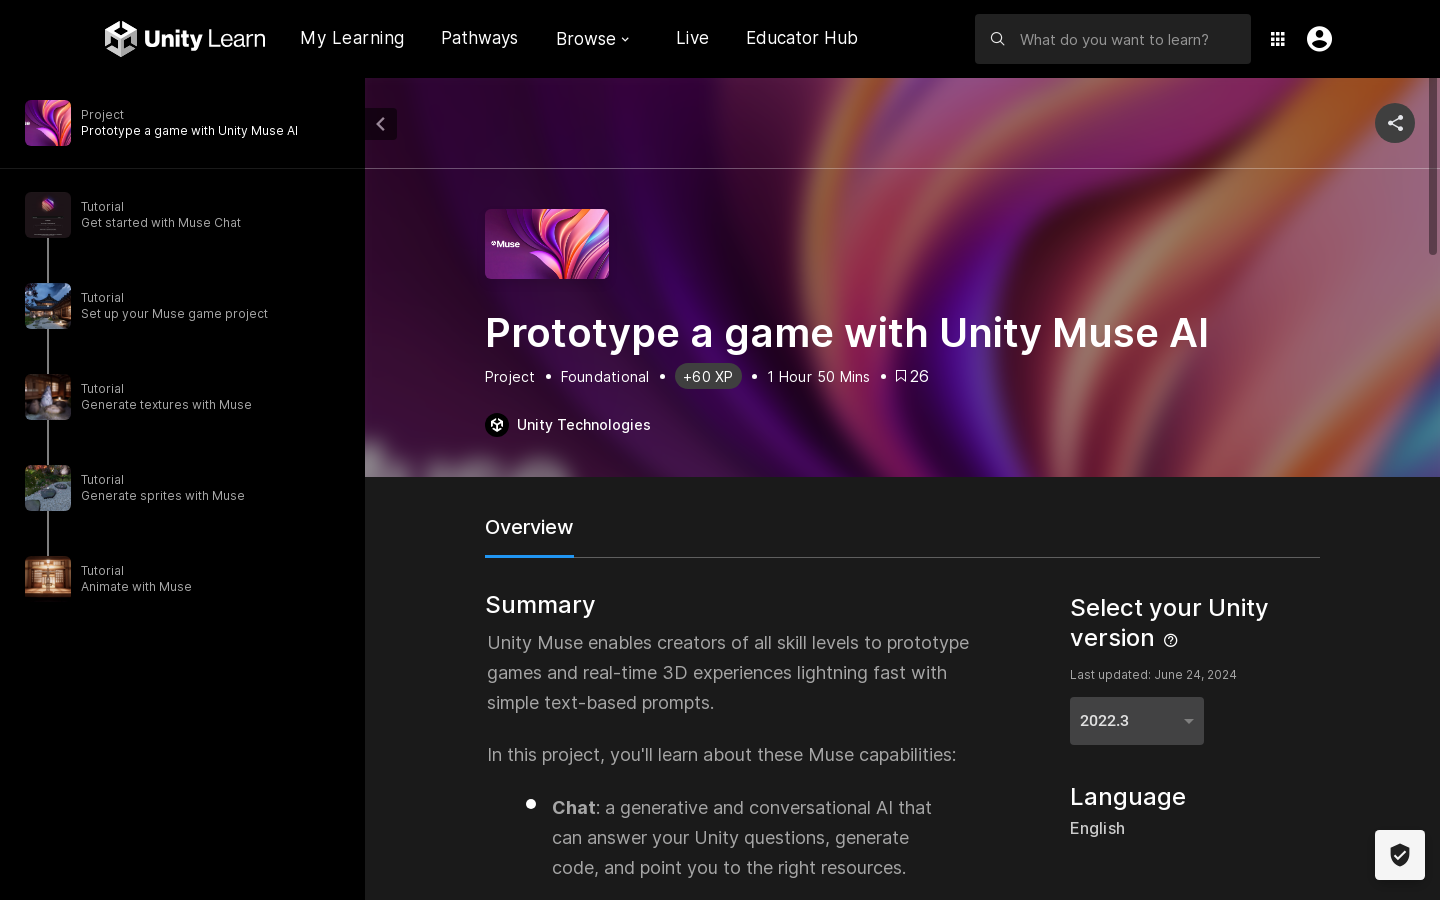 Unity Learn
My Learning
Pathways
Browse
Live
Educator Hub
What do you want to learn?
Project
Prototype a game with Unity Muse AI
Tutorial
Get started with Muse Chat
Tutorial
Set up your Muse game project
Tutorial
Generate textures with Muse
Tutorial
Generate sprites with Muse
Tutorial
Animate with Muse
Muse
Prototype a game with Unity Muse AI
Project • Foundational • +60 XP • 1 Hour 50 Mins • 26
Unity Technologies
Overview
Summary
Unity Muse enables creators of all skill levels to prototype
games and real-time 3D experiences lightning fast with
simple text-based prompts.
In this project, you'll learn about these Muse capabilities:
• Chat: a generative and conversational AI that
can answer your Unity questions, generate
code, and point you to the right resources.
Select your Unity
version
Last updated: June 24, 2024
2022.3
Language
English